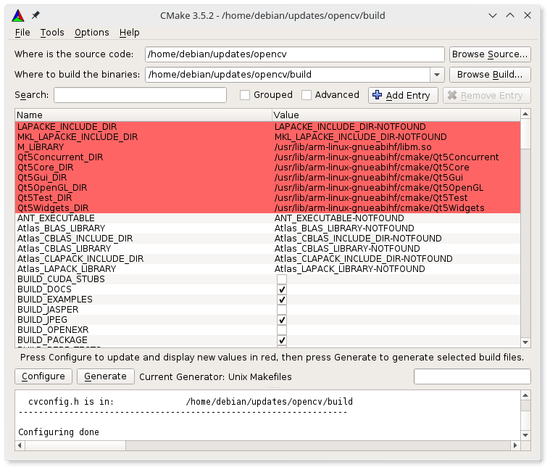 CMake 3.5.2 - /home/debian/updates/opencv/build
File Tools Options Help
Where is the source code: /home/debian/updates/opencv Browse Source...
Where to build the binaries: /home/debian/updates/opencv/build Browse Build...
Search: Grouped Advanced Add Entry Remove Entry
Name Value
LAPACKE_INCLUDE_DIR LAPACKE_INCLUDE_DIR-NOTFOUND
MKL_LAPACKE_INCLUDE_DIR MKL_LAPACKE_INCLUDE_DIR-NOTFOUND
M_LIBRARY /usr/lib/arm-linux-gnueabihf/libm.so
Qt5Concurrent_DIR /usr/lib/arm-linux-gnueabihf/cmake/Qt5Concurrent
Qt5Core_DIR /usr/lib/arm-linux-gnueabihf/cmake/Qt5Core
Qt5Gui_DIR /usr/lib/arm-linux-gnueabihf/cmake/Qt5Gui
Qt5OpenGL_DIR /usr/lib/arm-linux-gnueabihf/cmake/Qt5OpenGL
Qt5Test_DIR /usr/lib/arm-linux-gnueabihf/cmake/Qt5Test
Qt5Widgets_DIR /usr/lib/arm-linux-gnueabihf/cmake/Qt5Widgets
ANT_EXECUTABLE ANT_EXECUTABLE-NOTFOUND
Atlas_BLAS_LIBRARY Atlas_BLAS_LIBRARY-NOTFOUND
Atlas_CBLAS_INCLUDE_DIR Atlas_CBLAS_INCLUDE_DIR-NOTFOUND
Atlas_CBLAS_LIBRARY Atlas_CBLAS_LIBRARY-NOTFOUND
Atlas_CLAPACK_INCLUDE_DIR Atlas_CLAPACK_INCLUDE_DIR-NOTFOUND
Atlas_LAPACK_LIBRARY Atlas_LAPACK_LIBRARY-NOTFOUND
BUILD_CUDA_STUBS
BUILD_DOCS
BUILD_EXAMPLES
BUILD_JASPER
BUILD_JPEG
BUILD_OPENEXR
BUILD_PACKAGE
Press Configure to update and display new values in red, then press Generate to generate selected build files.
Configure Generate Current Generator: Unix Makefiles
cvconfig.h is in: /home/debian/updates/opencv/build
-----------------------------------------------------------------
Configuring done